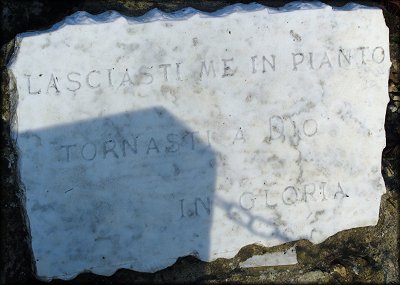 LASCIASTI ME IN PIANTO
TORNASTI A DIO
IN GLORIA